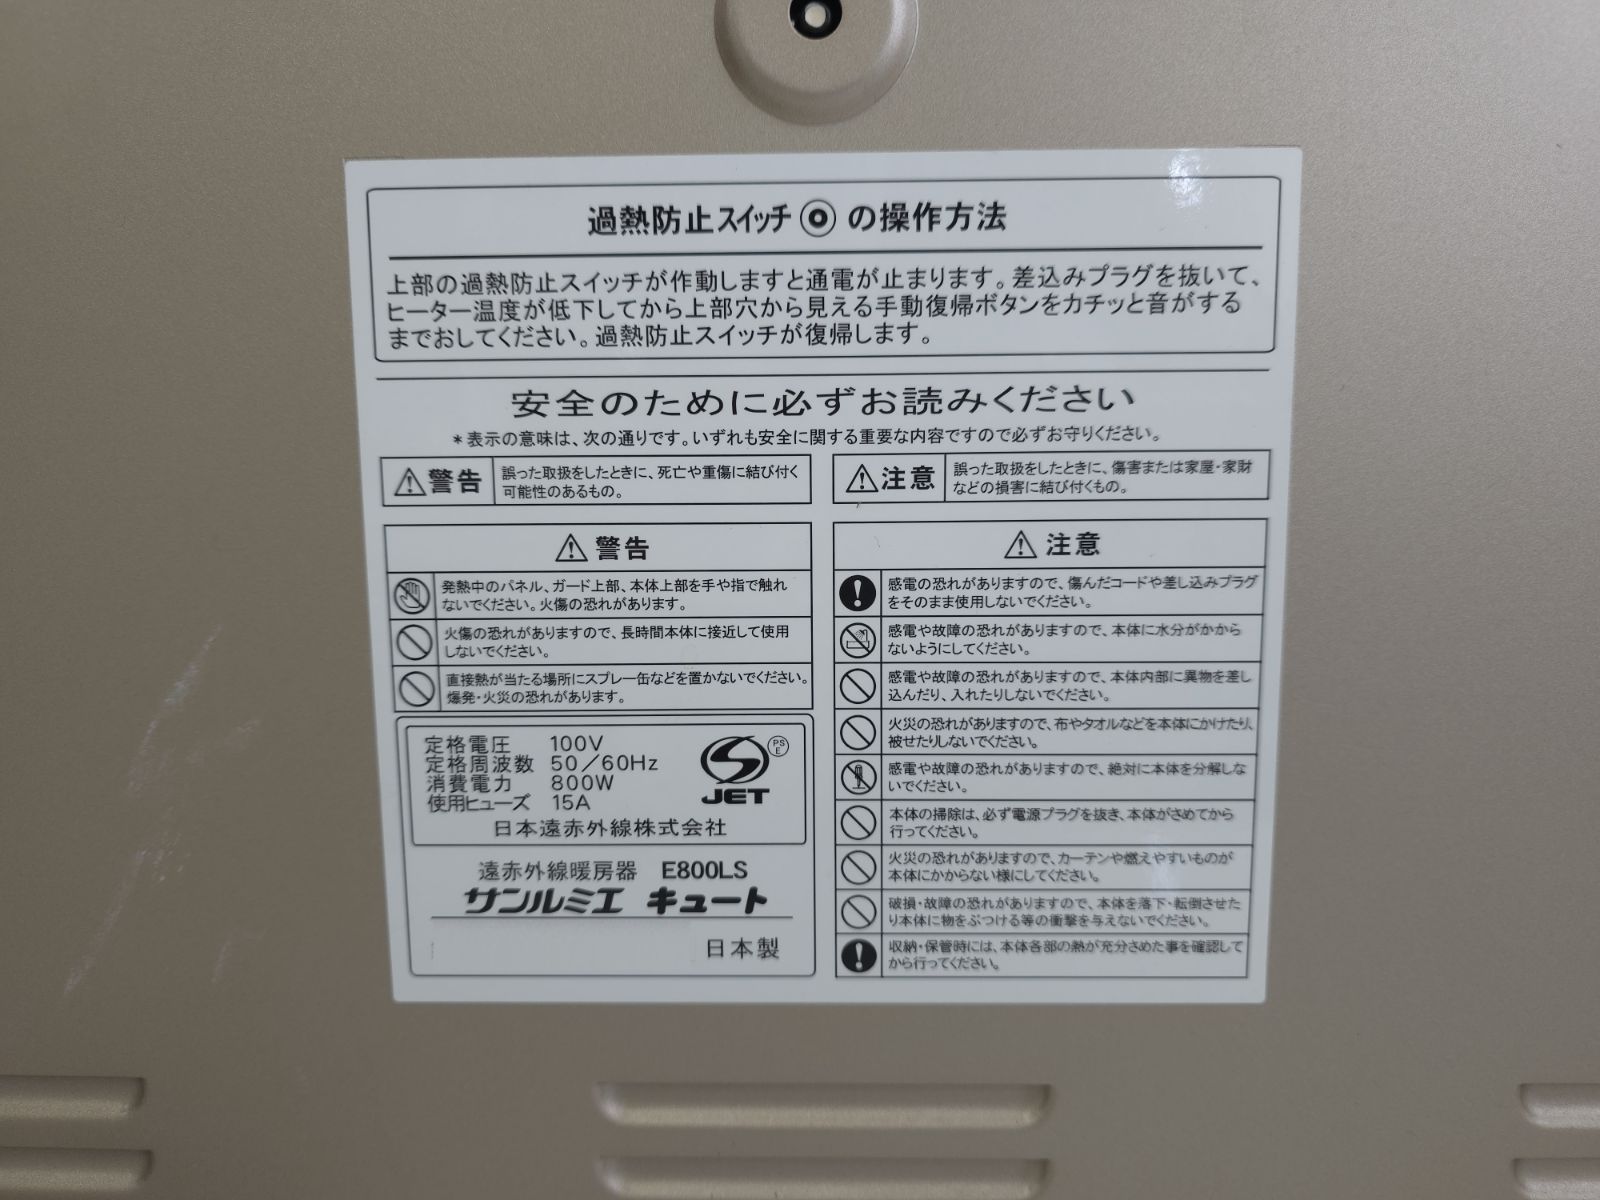 過熱防止スイッチ の操作方法
上部の過熱防止スイッチが作動しますと通電が止まります。差込みプラグを抜いて、
ヒーター温度が低下してから上部穴から見える手動復帰ボタンをカチッと音がする
までおしてください。過熱防止スイッチが復帰します。
安全のために必ずお読みください
*表示の意味は、次の通りです。いずれも安全に関する重要な内容ですので必ずお守りください。
警告
誤った取扱をしたときに、死亡や重傷に結び付く
可能性のあるもの。
注意
誤った取扱をしたときに、傷害または家屋・家財
などの損害に結び付くもの。
警告
発熱中のパネル、ガード上部、本体上部を手や指で触れ
ないでください。火傷の恐れがあります。
火傷の恐れがありますので、長時間本体に接近して使用
しないでください。
直接熱が当たる場所にスプレー缶などを置かないでください。
爆発・火災の恐れがあります。
定格電圧 100V
定格周波数 50/60Hz
消費電力 800W
使用ヒューズ 15A
PS
E
JET
日本遠赤外線株式会社
遠赤外線暖房器 E800LS
サンルミエ キュート
日本製
注意
感電の恐れがありますので、傷んだコードや差し込みプラグ
をそのまま使用しないでください。
感電や故障の恐れがありますので、本体に水分がかから
ないようにしてください。
感電や故障の恐れがありますので、本体内部に異物を差し
込んだり、入れたりしないでください。
火災の恐れがありますので、布やタオルなどを本体にかけたり、
被せたりしないでください。
感電や故障の恐れがありますので、絶対に本体を分解しな
いでください。
本体の掃除は、必ず電源プラグを抜き、本体がさめてから
行ってください。
火災の恐れがありますので、カーテンや燃えやすいものが
本体にかからない様にしてください。
破損・故障の恐れがありますので、本体を落下・転倒させた
り本体に物をぶつける等の衝撃を与えないでください。
収納・保管時には、本体各部の熱が充分さめた事を確認して
から行ってください。